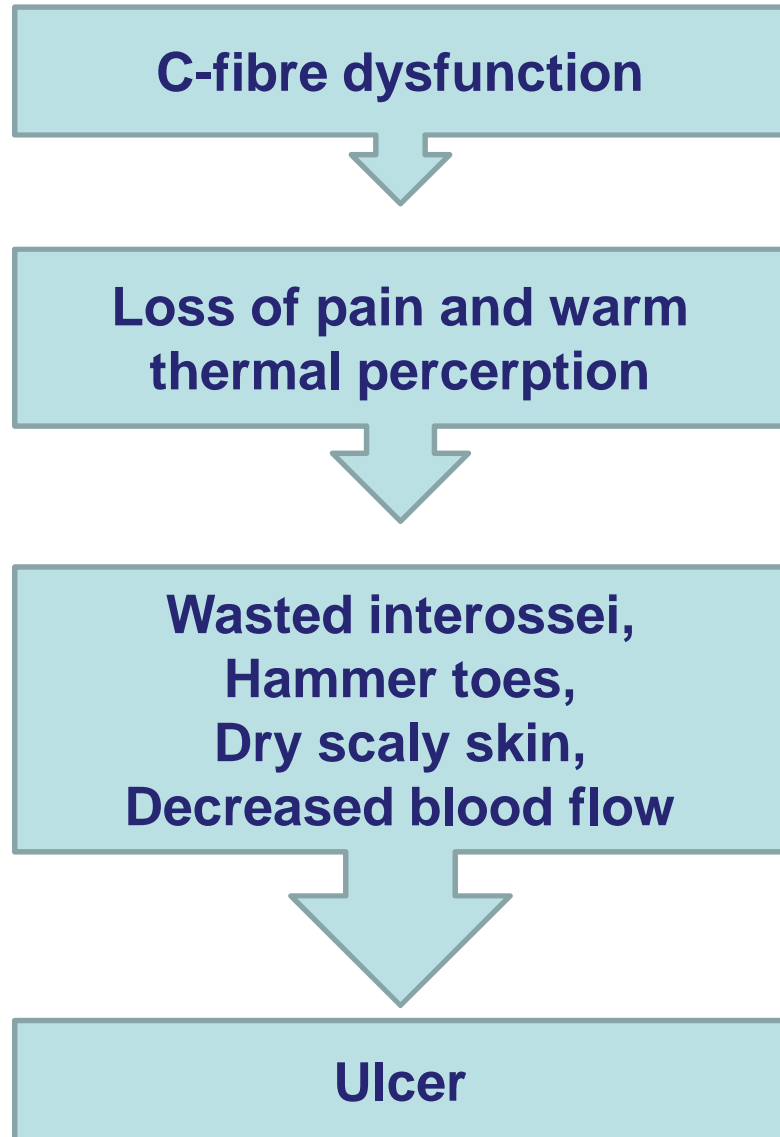 C-fibre dysfunction
Loss of pain and warm
thermal percerption
Wasted interossei,
Hammer toes,
Dry scaly skin,
Decreased blood flow
Ulcer